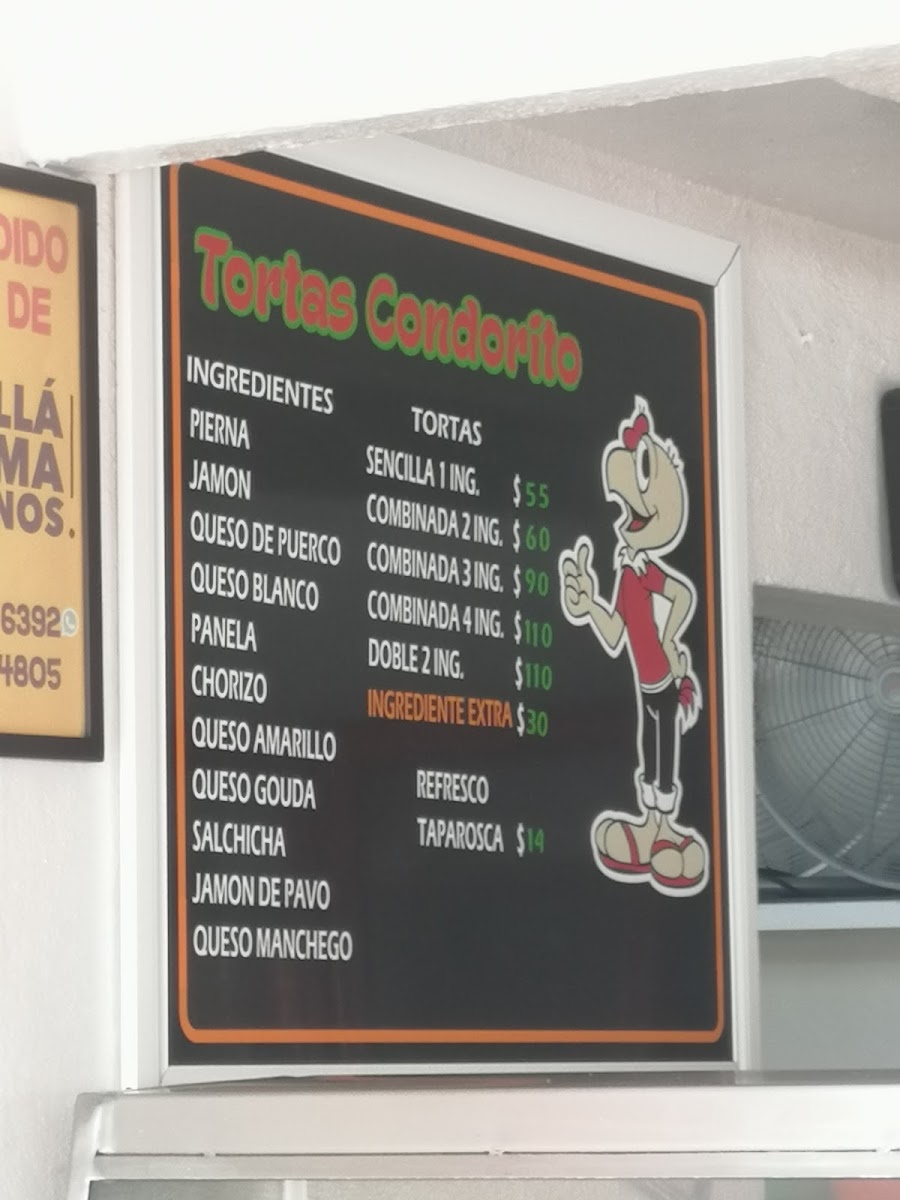 DIDO
DE
LLÁ
MA
NOS.
6392
4805
Tortas Condorito
INGREDIENTES
PIERNA
JAMON
QUESO DE PUERCO
QUESO BLANCO
PANELA
CHORIZO
QUESO AMARILLO
QUESO GOUDA
SALCHICHA
JAMON DE PAVO
QUESO MANCHEGO
TORTAS
SENCILLA 1 ING. $ 55
COMBINADA 2 ING. $ 60
COMBINADA 3 ING. $ 90
COMBINADA 4 ING. $110
DOBLE 2 ING. $110
INGREDIENTE EXTRA $30
REFRESCO
TAPAROSCA $14